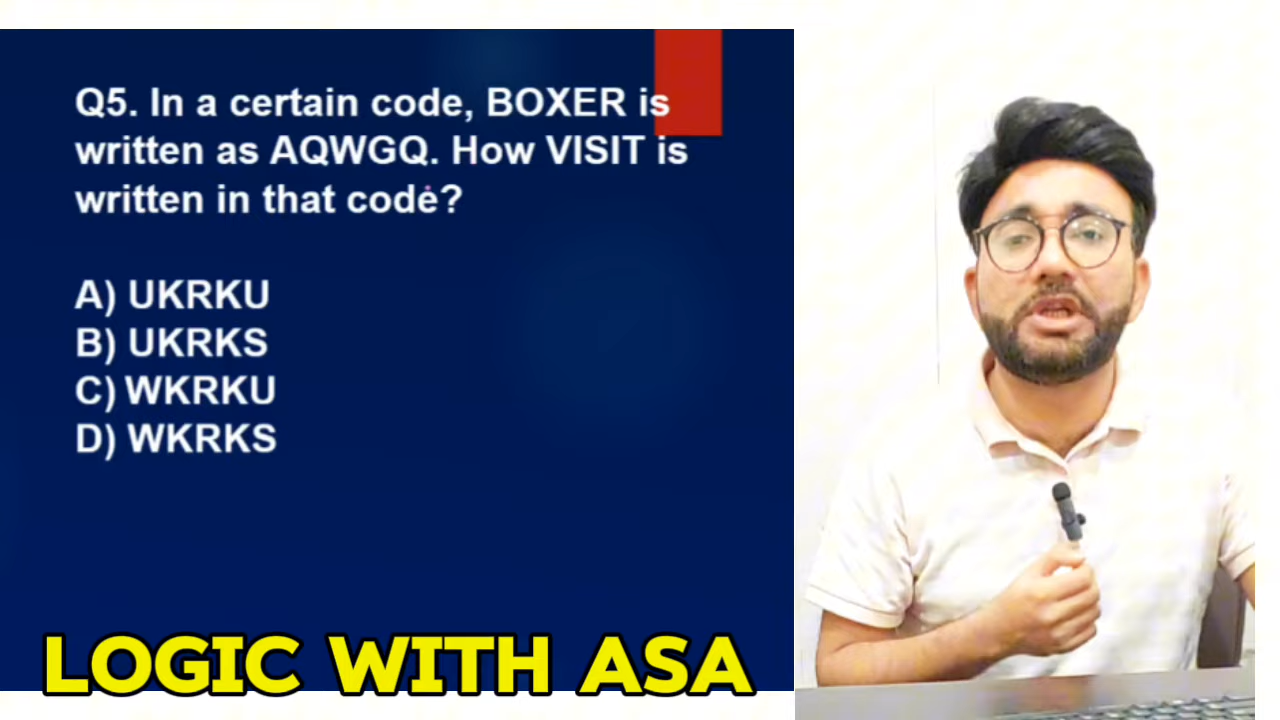 Q5. In a certain code, BOXER is
written as AQWGQ. How VISIT is
written in that code?
A) UKRKU
B) UKRKS
C) WKRKU
D) WKRKS
LOGIC WITH ASA